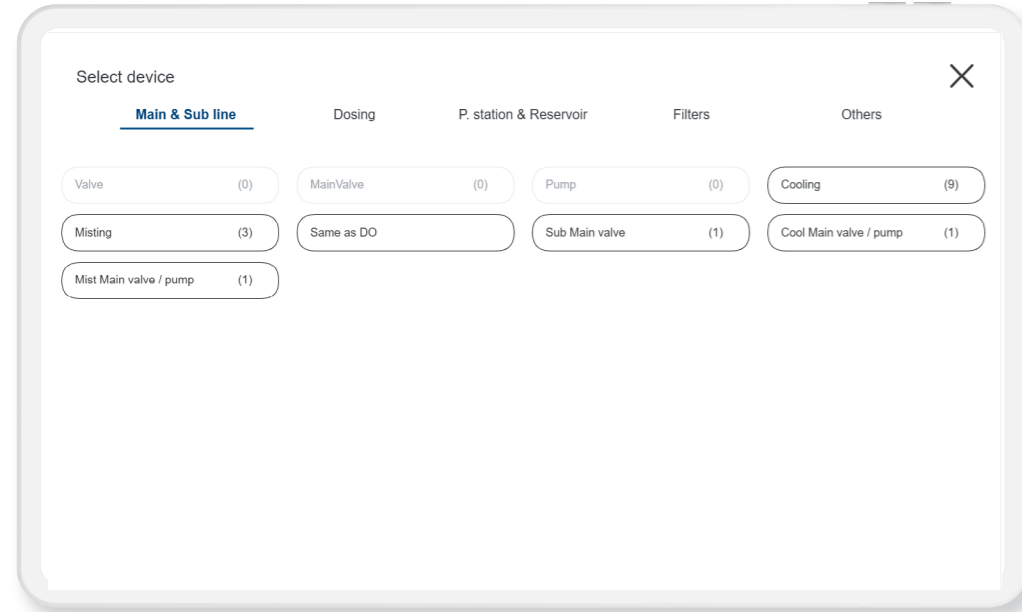 Select device
Main & Sub line Dosing P. station & Reservoir Filters Others
Valve (0) MainValve (0) Pump (0) Cooling (9)
Misting (3) Same as DO Sub Main valve (1) Cool Main valve / pump (1)
Mist Main valve / pump (1)